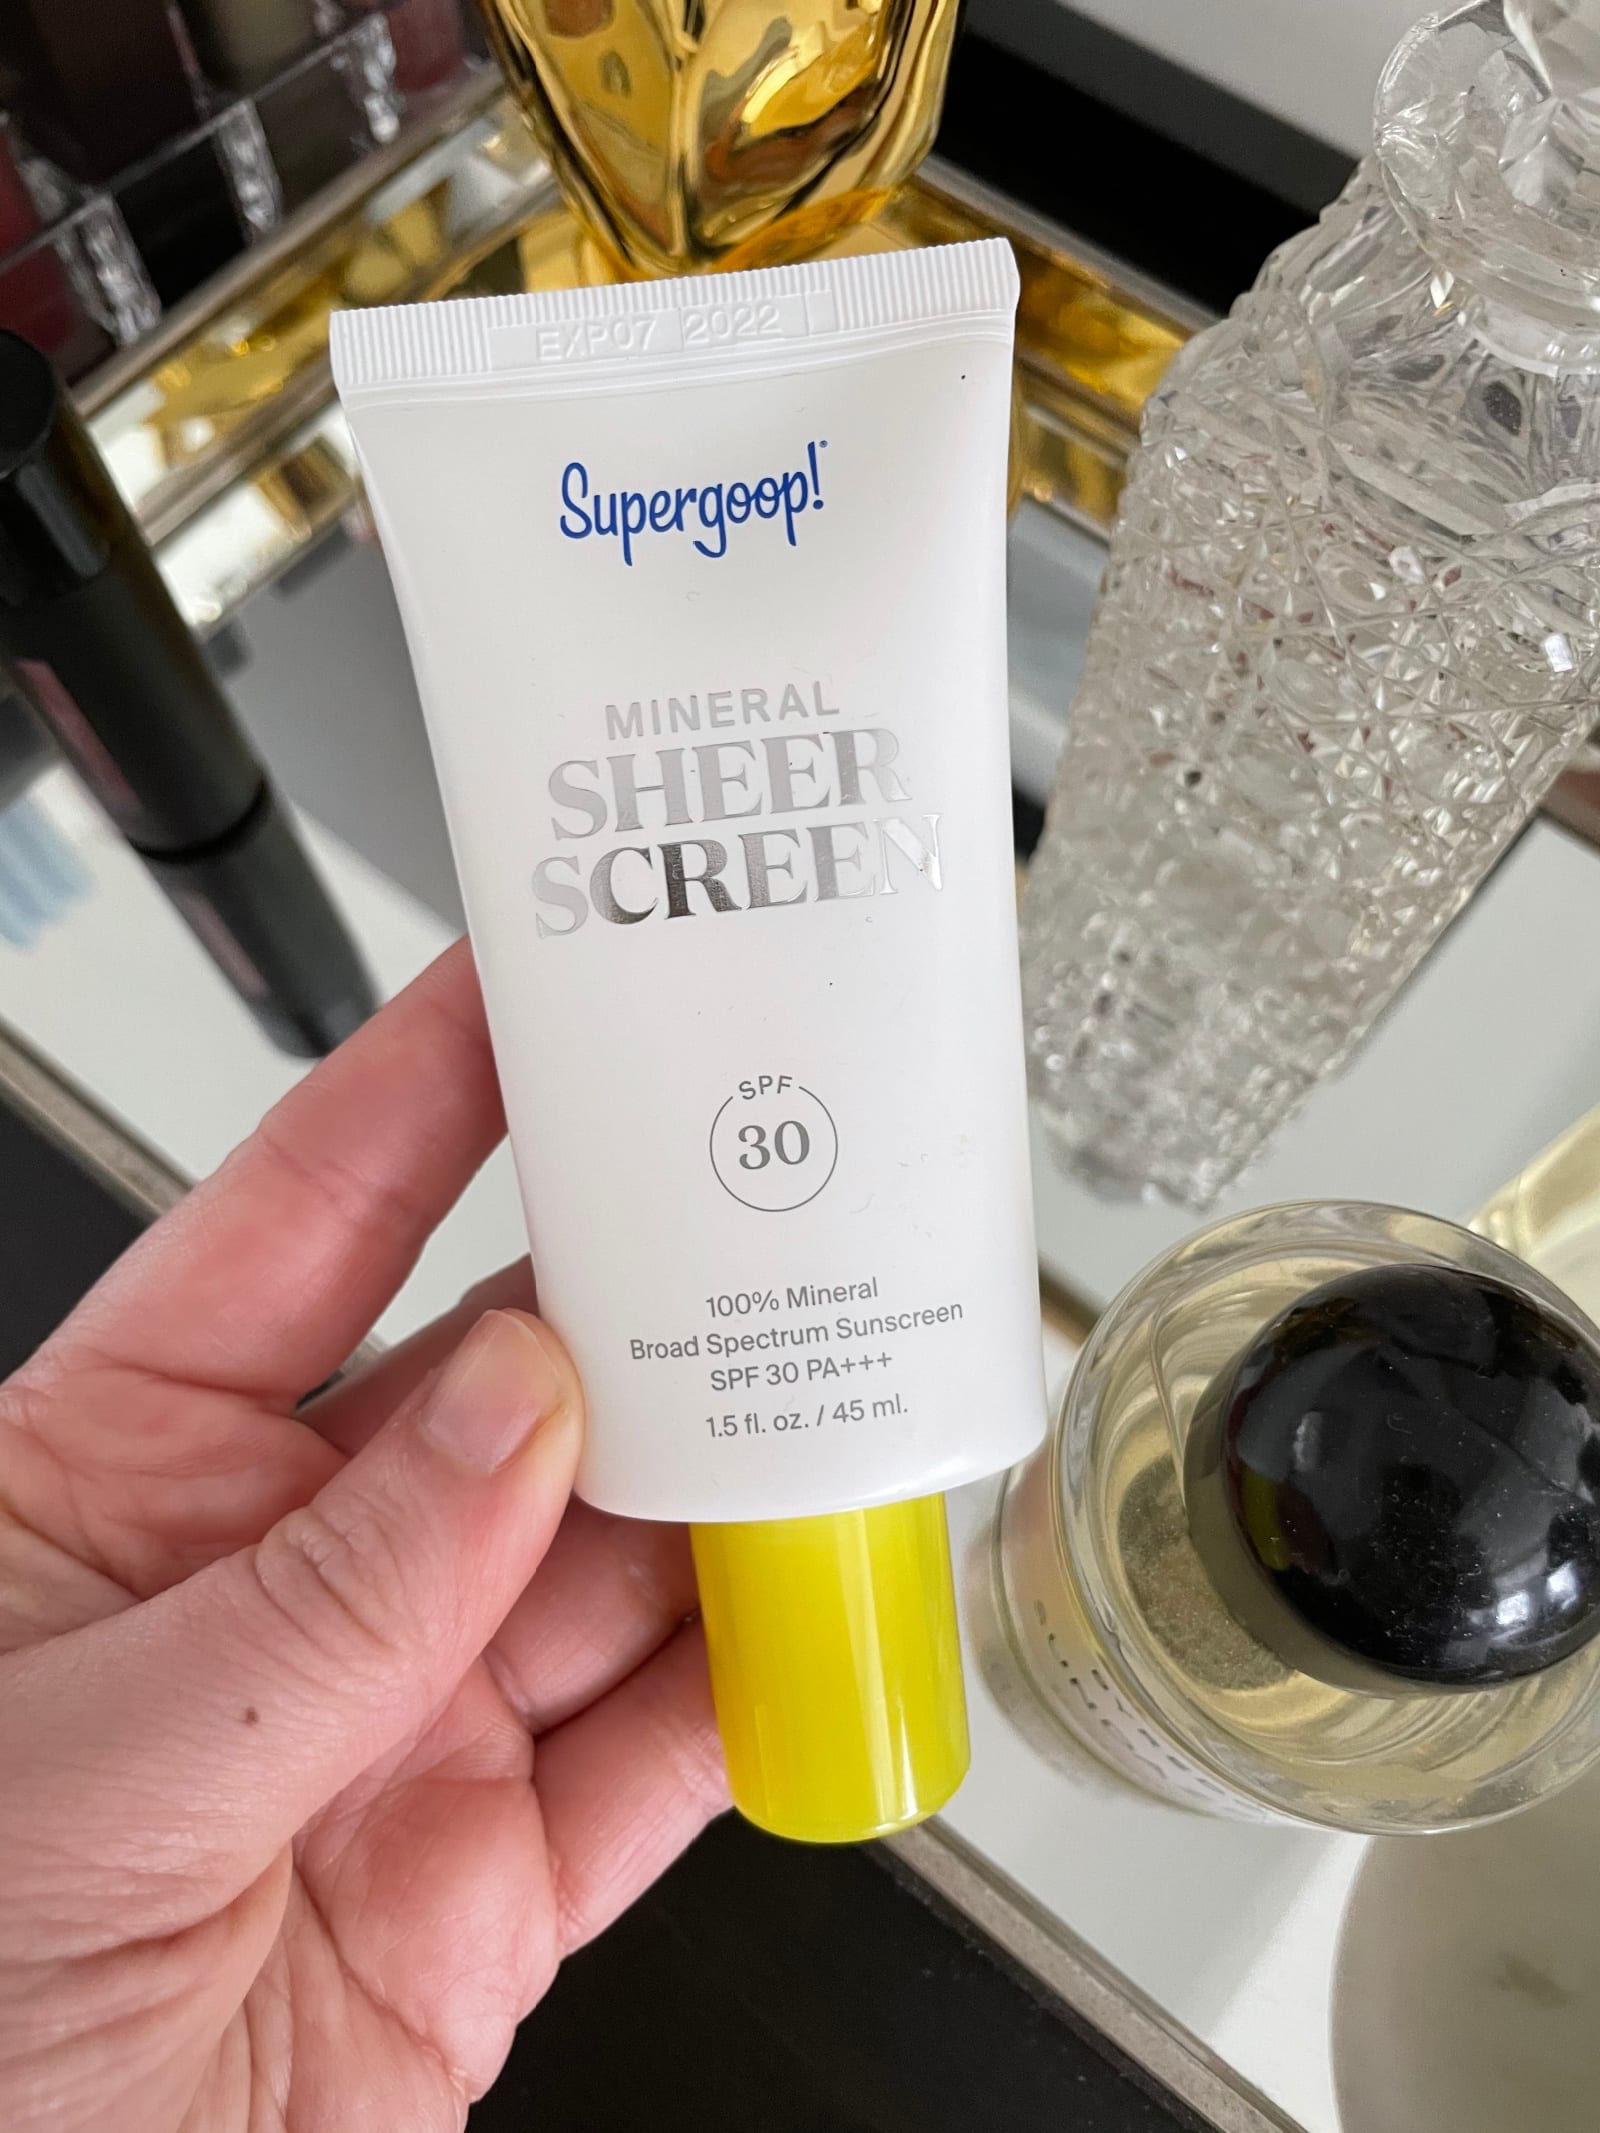 EXP07 2022
Supergoop!®
MINERAL
SHEER
SCREEN
SPF
30
100% Mineral
Broad Spectrum Sunscreen
SPF 30 PA+++
1.5 fl. oz. / 45 ml.